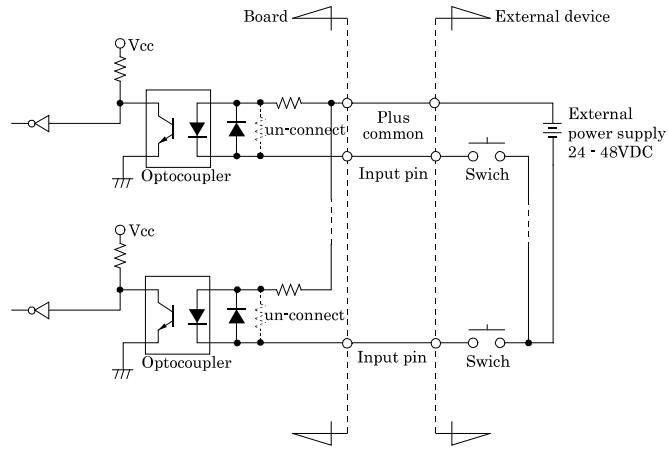 Board
External device
Vcc
un-connect
Plus
common
External
power supply
24 - 48VDC
Optocoupler
Input pin
Swich
Vcc
un-connect
Optocoupler
Input pin
Swich